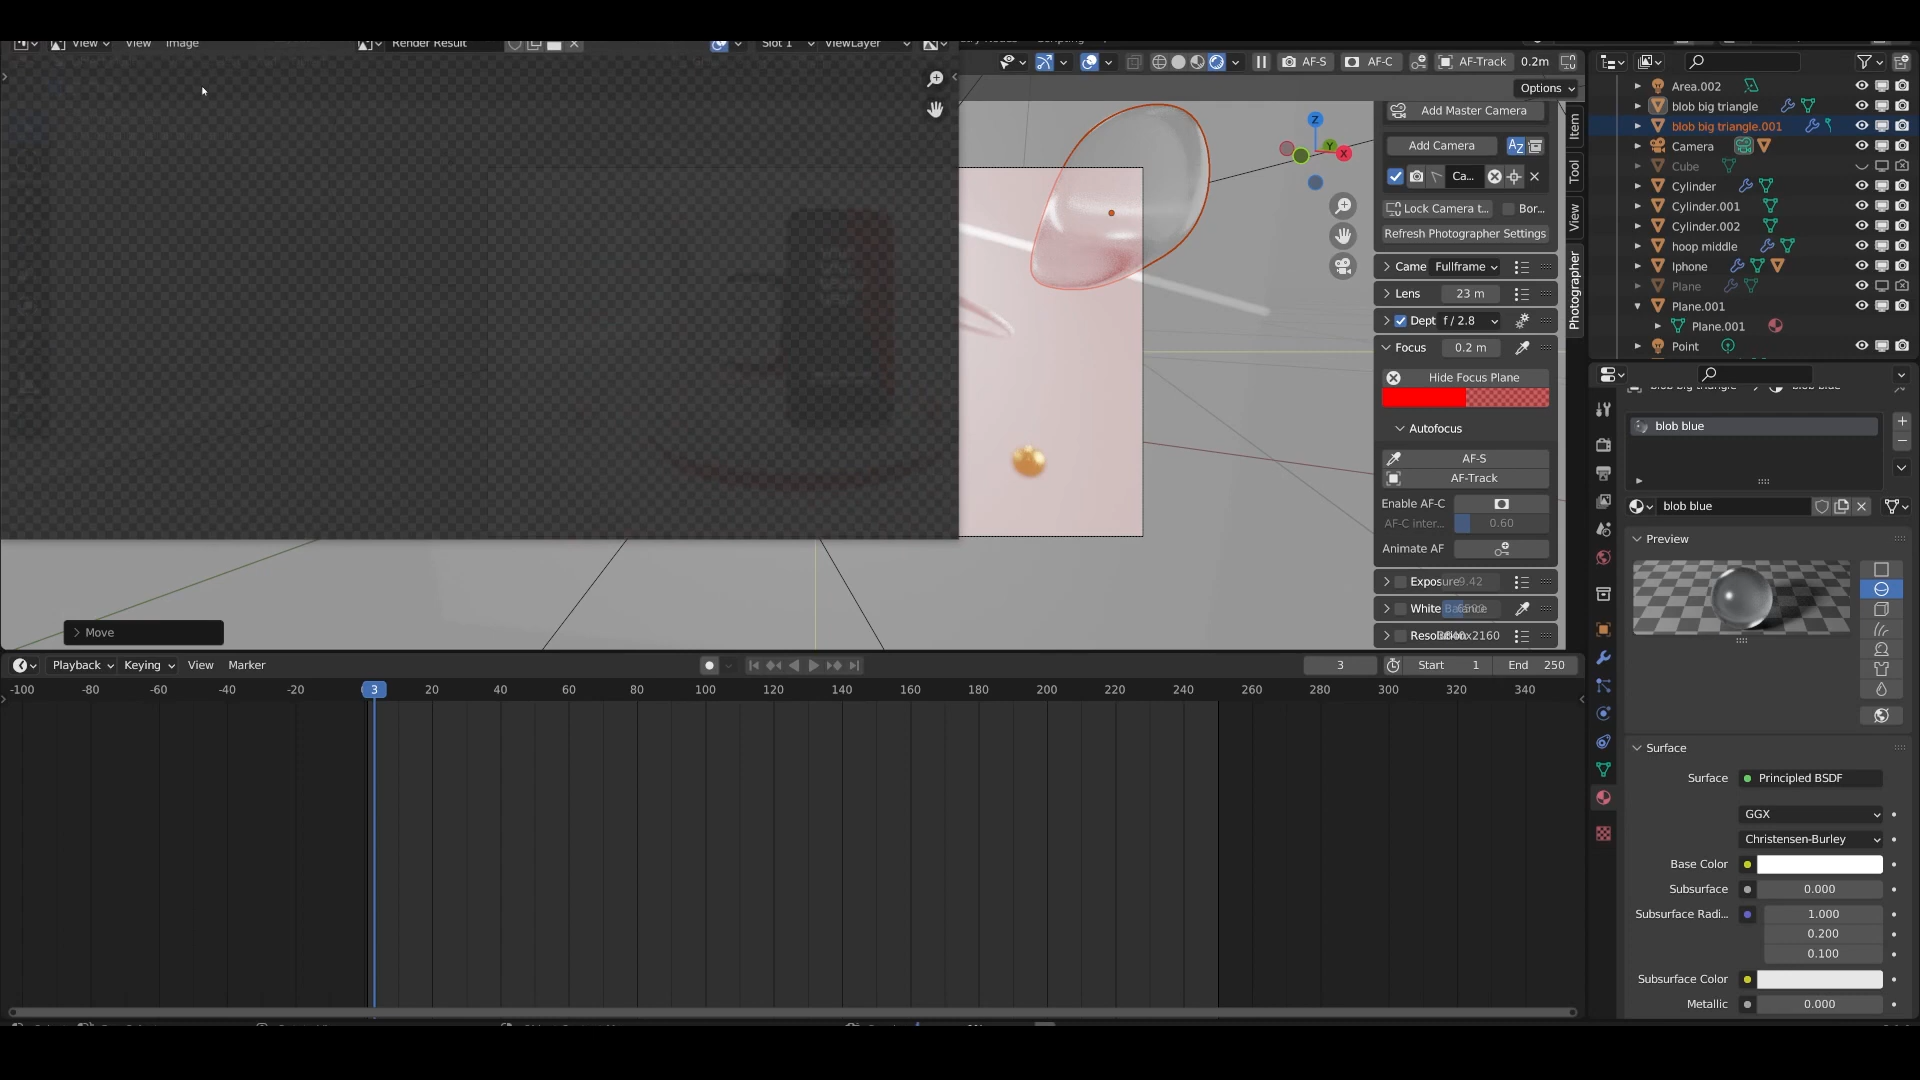 View View Image Render Result Slot 1 ViewLayer
AF-S AF-C AF-Track 0.2m
Options
Add Master Camera
Add Camera
Ca...
Lock Camera t... Bor...
Refresh Photographer Settings
Came Fullframe
Lens 23 m
Dept f / 2.8
Focus 0.2 m
Hide Focus Plane
Autofocus
AF-S
AF-Track
Enable AF-C
AF-C inter... 0.60
Animate AF
Exposure 9.42
White Balance
Resolution 3840x2160
Item
Tool
View
Photographer
Z
Y
X
Area.002
blob big triangle
blob big triangle.001
Camera
Cube
Cylinder
Cylinder.001
Cylinder.002
hoop middle
Iphone
Plane
Plane.001
Plane.001
Point
blob big triangle blob blue
blob blue
blob blue
Preview
Surface
Surface Principled BSDF
GGX
Christensen-Burley
Base Color
Subsurface 0.000
Subsurface Radi... 1.000
0.200
0.100
Subsurface Color
Metallic 0.000
Move
Playback Keying View Marker
3 Start 1 End 250
-100 -80 -60 -40 -20 3 20 40 60 80 100 120 140 160 180 200 220 240 260 280 300 320 340